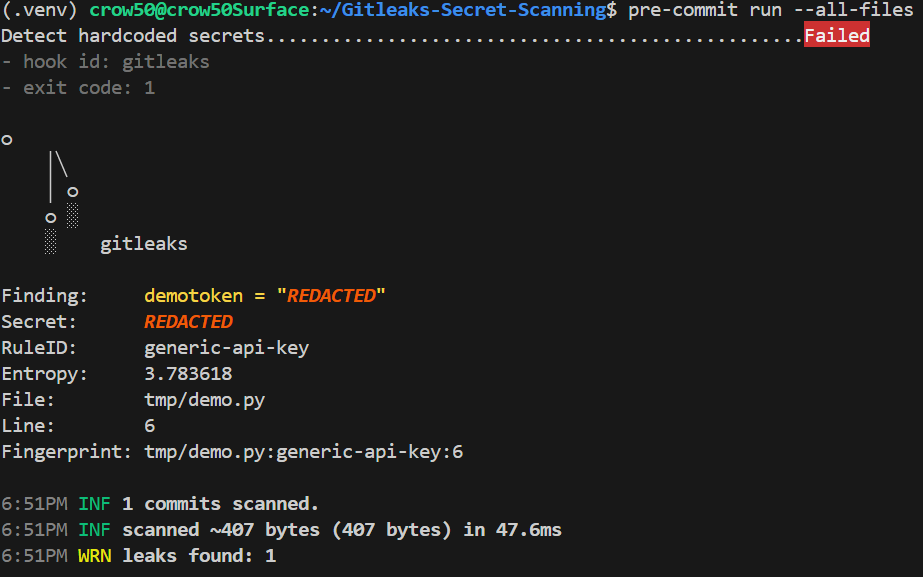 (.venv) crow50@crow50Surface:~/Gitleaks-Secret-Scanning$ pre-commit run --all-files
Detect hardcoded secrets.................................................Failed
- hook id: gitleaks
- exit code: 1
○
│╲
│ ○
○ ░
░    gitleaks
Finding:     demotoken = "REDACTED"
Secret:      REDACTED
RuleID:      generic-api-key
Entropy:     3.783618
File:        tmp/demo.py
Line:        6
Fingerprint: tmp/demo.py:generic-api-key:6
6:51PM INF 1 commits scanned.
6:51PM INF scanned ~407 bytes (407 bytes) in 47.6ms
6:51PM WRN leaks found: 1